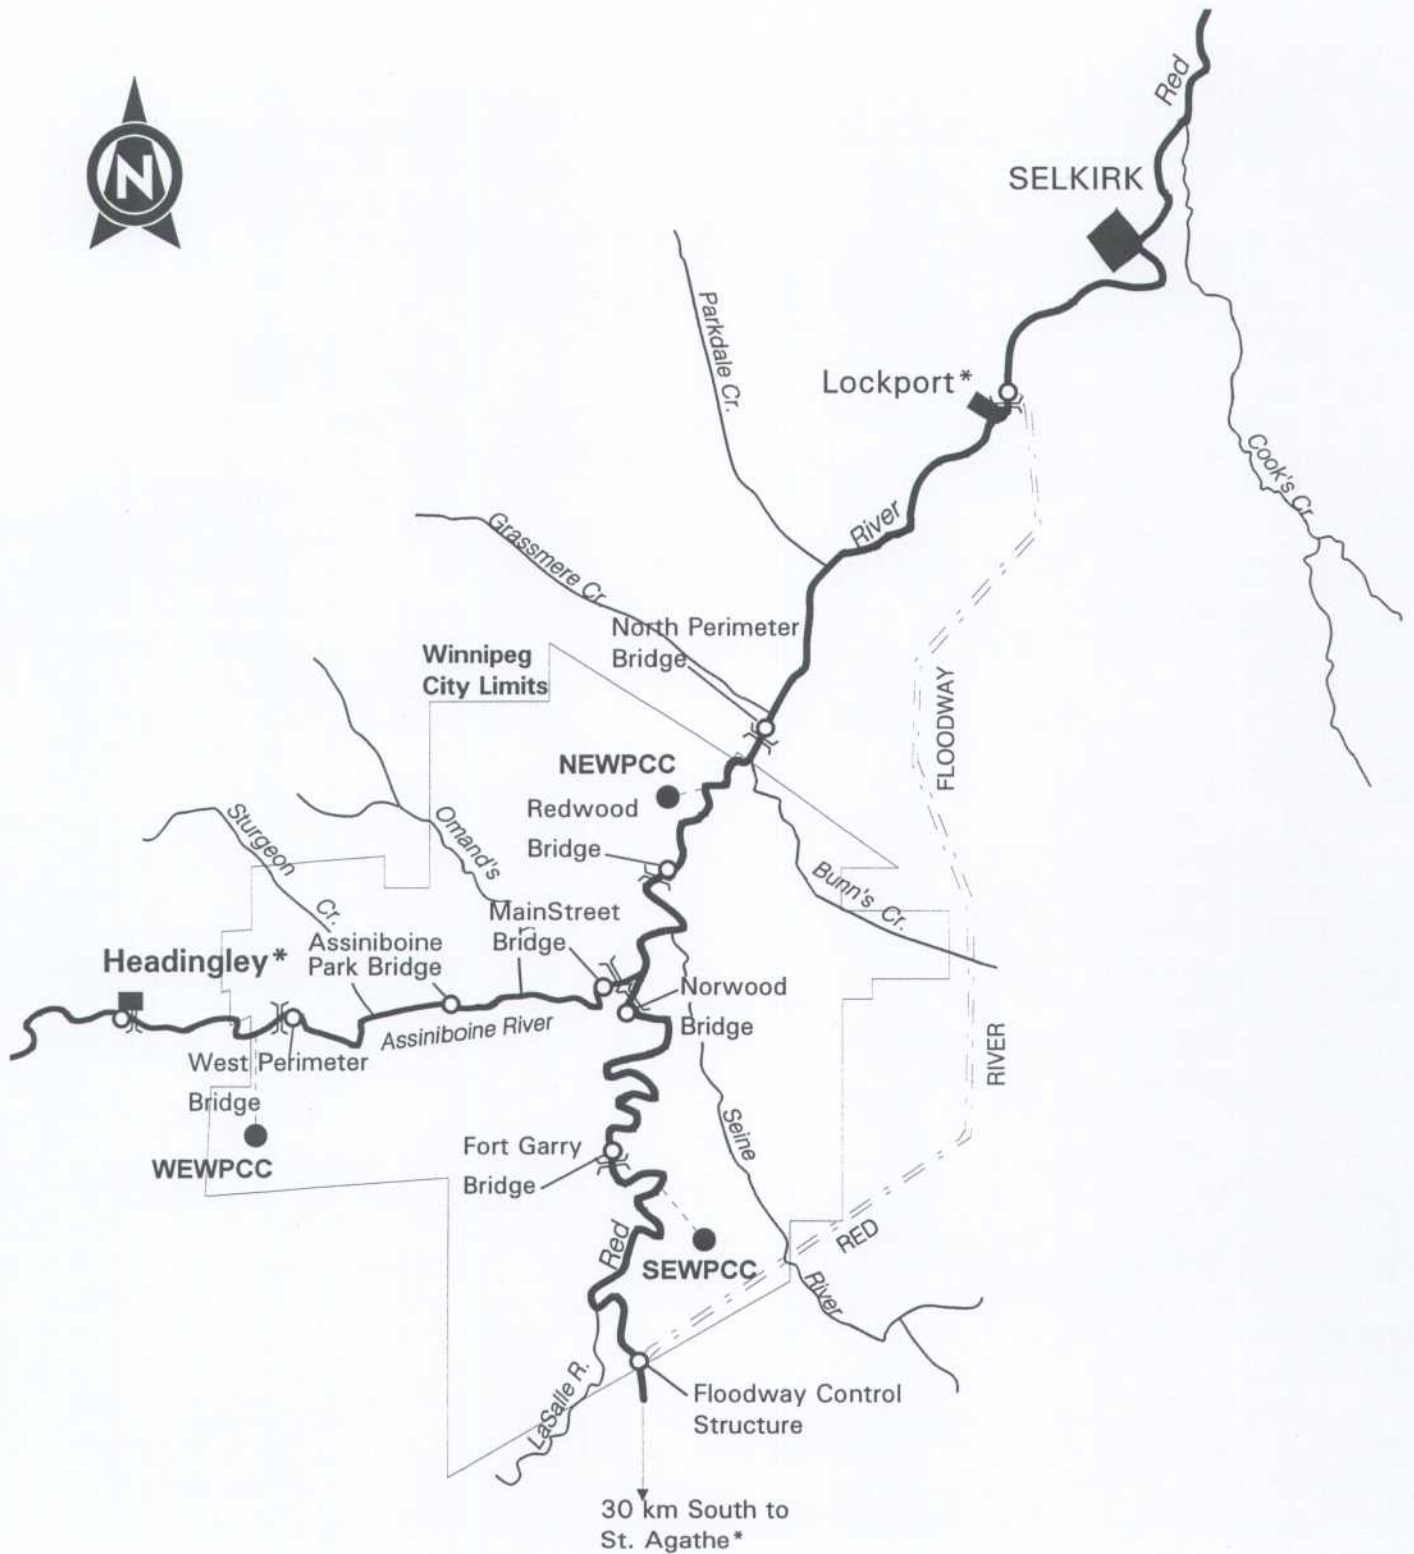 Red
N
SELKIRK
Parkdale Cr.
Lockport*
Cook's Cr.
River
Grassmere Cr.
North Perimeter
Bridge
Winnipeg
City Limits
FLOODWAY
NEWPCC
Redwood
Bridge
Omand's
Sturgeon
Cr.
Bunn's Cr.
MainStreet
Bridge
Assiniboine
Park Bridge
Headingley*
Norwood
Bridge
Assiniboine River
West Perimeter
Bridge
RIVER
WEWPCC
Seine
Fort Garry
Bridge
Red
RED
SEWPCC
River
LaSalle R.
Floodway Control
Structure
30 km South to
St. Agathe*